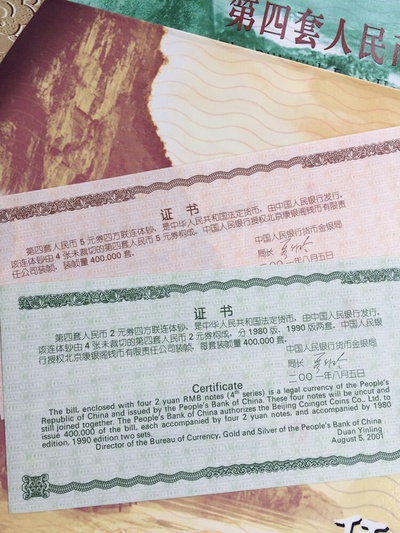 第四套人民
证书
第四套人民币5元券四方联连体钞，是中华人民共和国法定货币，由中国人民银行发行。
该连体钞由4张未裁切的第四套人民币5元券构成。中国人民银行授权北京康银阁钱币有限责
任公司装帧，装帧量400.000套。
中国人民银行货币金银局
局长
二00一年八月五日
证书
第四套人民币2元券四方联连体钞，是中华人民共和国法定货币，由中国人民银行发行。
该连体钞由4张未裁切的第四套人民币2元券构成，分1980版、1990版两套。中国人民银
行授权北京康银阁钱币有限责任公司装帧，每套装帧量400.000套。
中国人民银行货币金银局
局长
二00一年八月五日
Certificate
The bill, enclosed with four 2 yuan RMB notes (4th series) is a legal currency of the People's
Republic of China and issued by the People's Bank of China. These four notes will be uncut and
still joined together. The People's Bank of China authorizes the Beijing Coingot Coins Co., Ltd. to
issue 400.000 of the bill, each accompanied by four 2 yuan notes, and accompanied by 1980
edition, 1990 edition two sets.
Director of the Bureau of Currency, Gold and Silver of the People's Bank of China
Duan Yinling
August 5, 2001